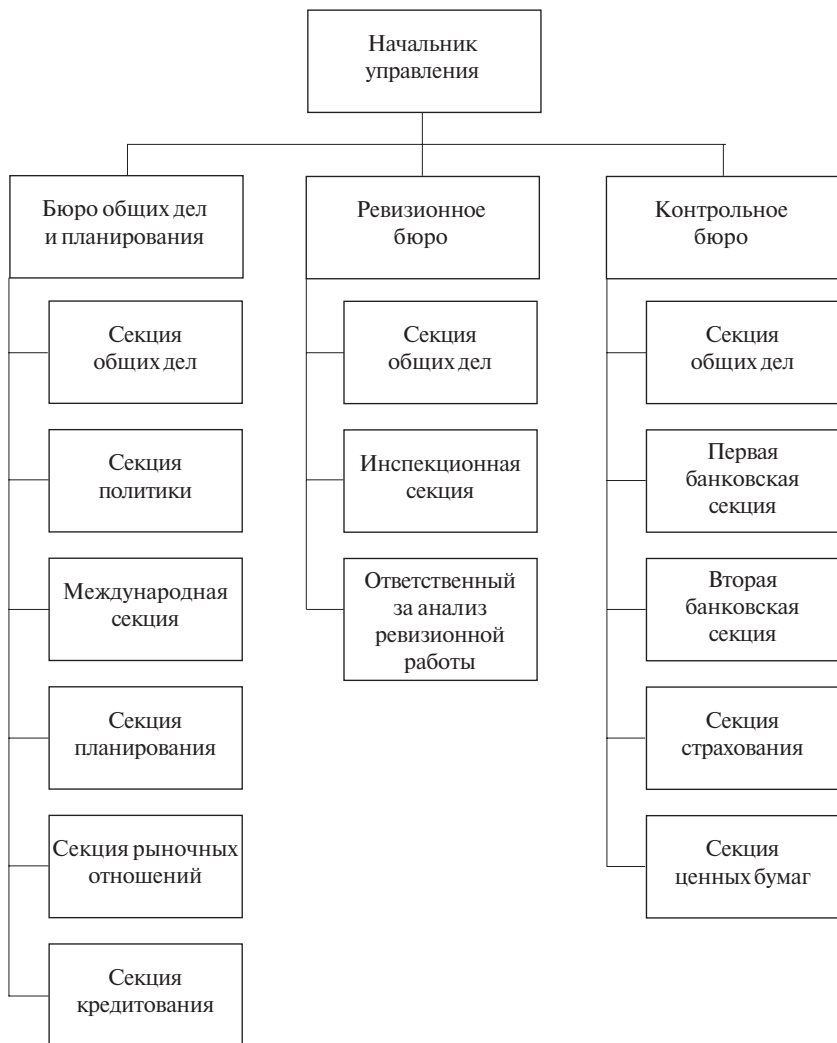 Начальник
управления
Бюро общих дел
и планирования
Секция
общих дел
Секция
политики
Международная
секция
Секция
планирования
Секция рыночных
отношений
Секция
кредитования
Ревизионное
бюро
Секция
общих дел
Инспекционная
секция
Ответственный
за анализ
ревизионной
работы
Контрольное
бюро
Секция
общих дел
Первая
банковская
секция
Вторая
банковская
секция
Секция
страхования
Секция
ценных бумаг